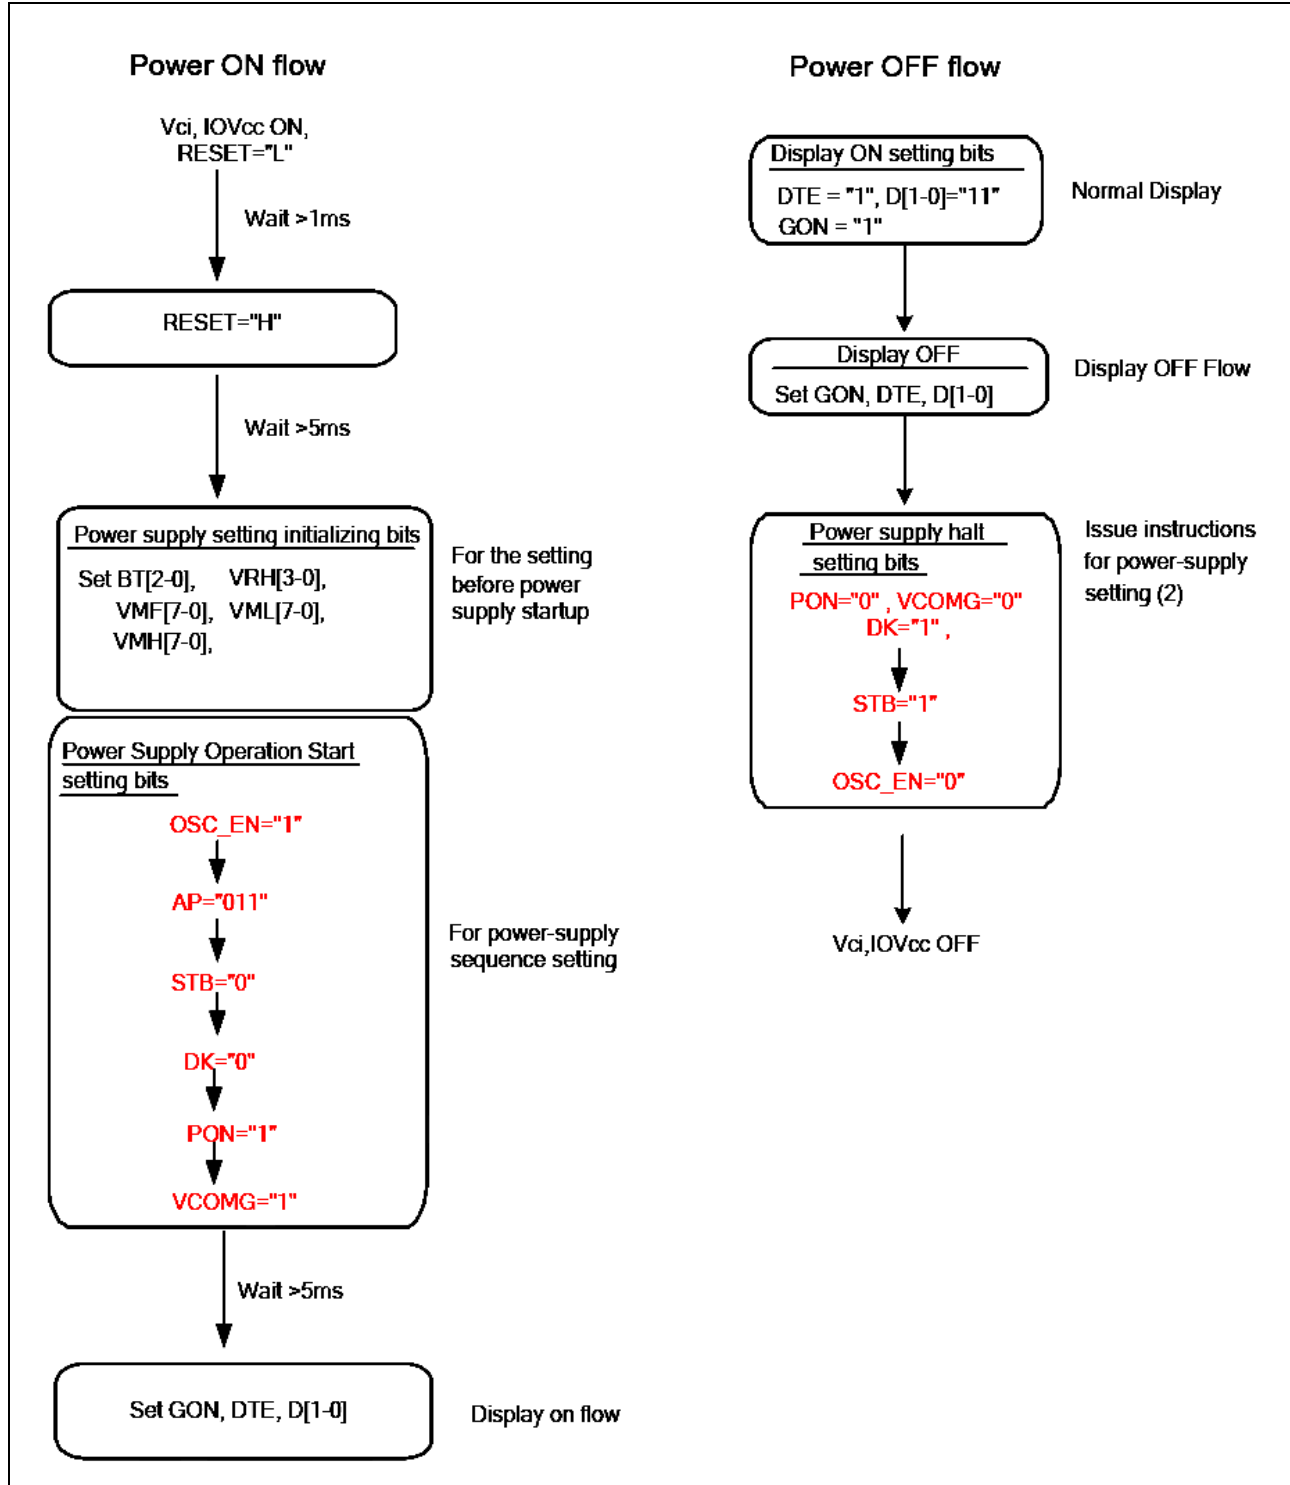 Power ON flow
Vci, IOVcc ON,
RESET="L"
Wait >1ms
RESET="H"
Wait >5ms
Power supply setting initializing bits
Set BT[2-0], VRH[3-0],
VMF[7-0], VML[7-0],
VMH[7-0],
For the setting
before power
supply startup
Power Supply Operation Start
setting bits
OSC_EN="1"
AP="011"
STB="0"
DK="0"
PON="1"
VCOMG="1"
For power-supply
sequence setting
Wait >5ms
Set GON, DTE, D[1-0]
Display on flow
Power OFF flow
Display ON setting bits
DTE = "1", D[1-0]="11"
GON = "1"
Normal Display
Display OFF
Set GON, DTE, D[1-0]
Display OFF Flow
Power supply halt
setting bits
PON="0" , VCOMG="0"
DK="1" ,
STB="1"
OSC_EN="0"
Issue instructions
for power-supply
setting (2)
Vci,IOVcc OFF